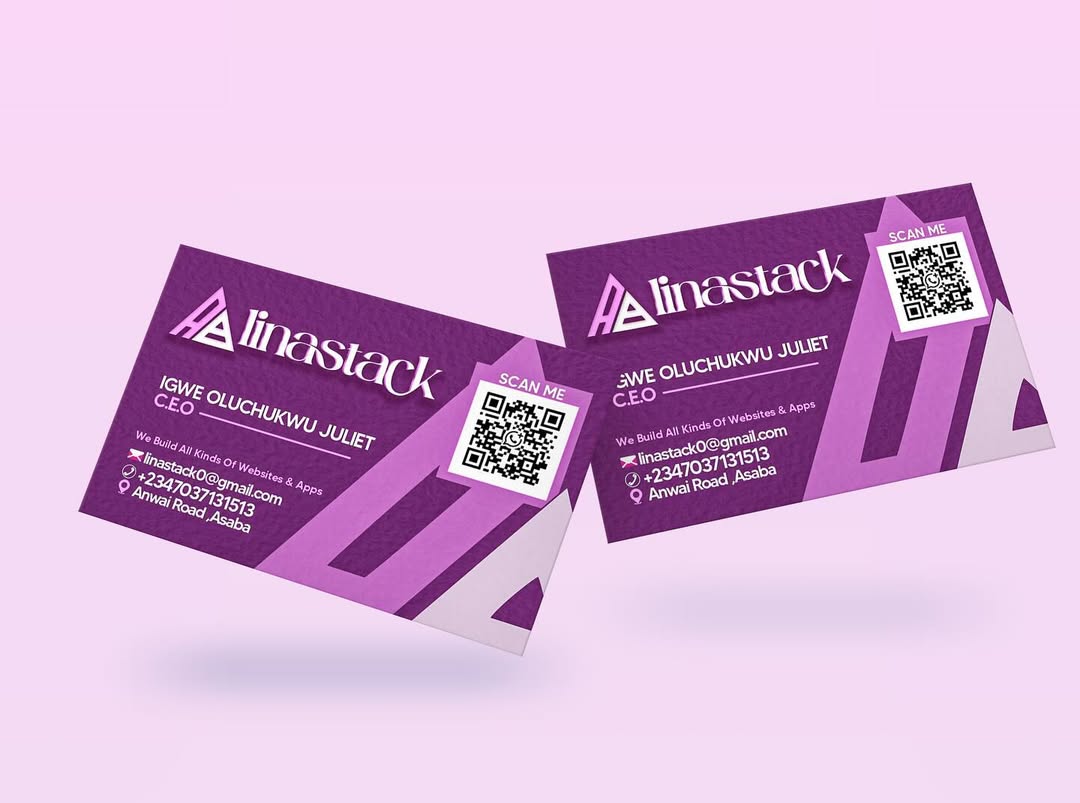 linastack
IGWE OLUCHUKWU JULIET
C.E.O
SCAN ME
We Build All Kinds Of Websites & Apps
linastack0@gmail.com
+2347037131513
Anwai Road ,Asaba
linastack
GWE OLUCHUKWU JULIET
C.E.O
SCAN ME
We Build All Kinds Of Websites & Apps
linastack0@gmail.com
+2347037131513
Anwai Road ,Asaba